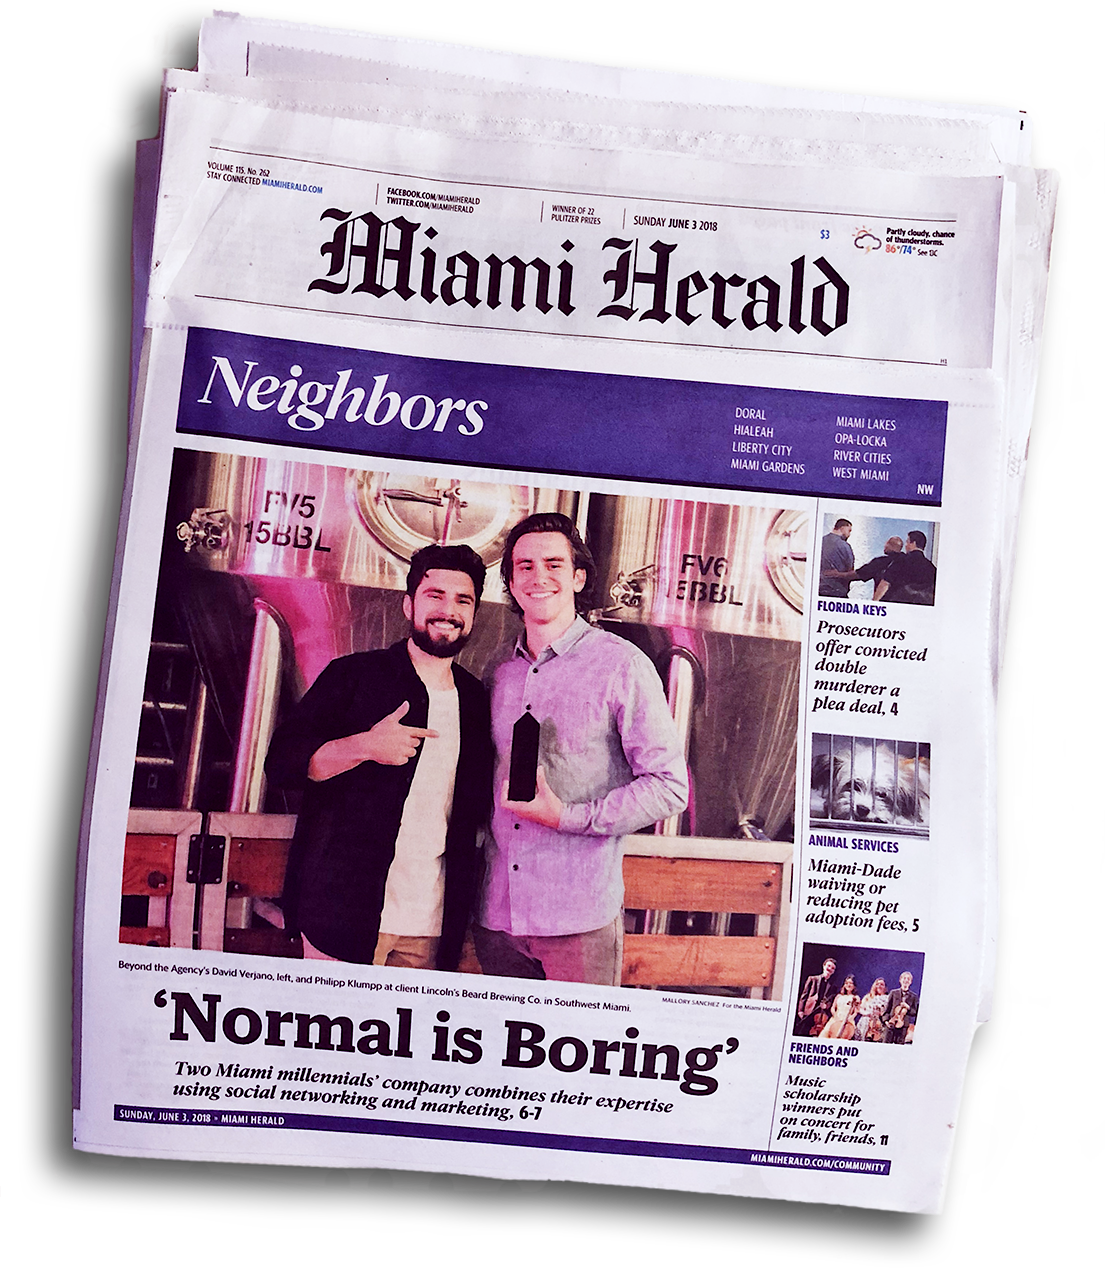 VOLUME 115, No. 262
STAY CONNECTED MIAMIHERALD.COM
FACEBOOK.COM/MIAMIHERALD
TWITTER.COM/MIAMIHERALD
WINNER OF 22
PULITZER PRIZES
SUNDAY JUNE 3 2018
$3
Partly cloudy, chance
of thunderstorms.
86°/74° See 13C
Miami Herald
H1
Neighbors
DORAL
HIALEAH
LIBERTY CITY
MIAMI GARDENS
MIAMI LAKES
OPA-LOCKA
RIVER CITIES
WEST MIAMI
NW
FV5
15BBL
FV6
5BBL
Beyond the Agency's David Verjano, left, and Philipp Klumpp at client Lincoln's Beard Brewing Co. in Southwest Miami.
MALLORY SANCHEZ For the Miami Herald
'Normal is Boring'
Two Miami millennials' company combines their expertise
using social networking and marketing, 6-7
FLORIDA KEYS
Prosecutors
offer convicted
double
murderer a
plea deal, 4
ANIMAL SERVICES
Miami-Dade
waiving or
reducing pet
adoption fees, 5
FRIENDS AND
NEIGHBORS
Music
scholarship
winners put
on concert for
family, friends, 11
SUNDAY, JUNE 3, 2018 • MIAMI HERALD
MIAMIHERALD.COM/COMMUNITY